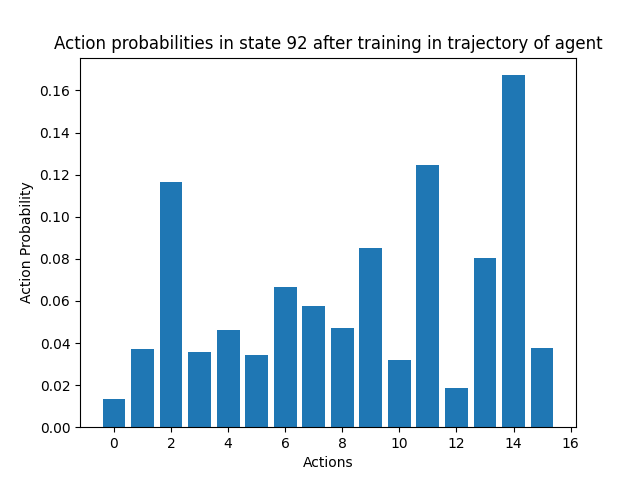 Action probabilities in state 92 after training in trajectory of agent
0.16
0.14
0.12
0.10
0.08
0.06
0.04
0.02
0.00
Action Probability
0 2 4 6 8 10 12 14 16
Actions